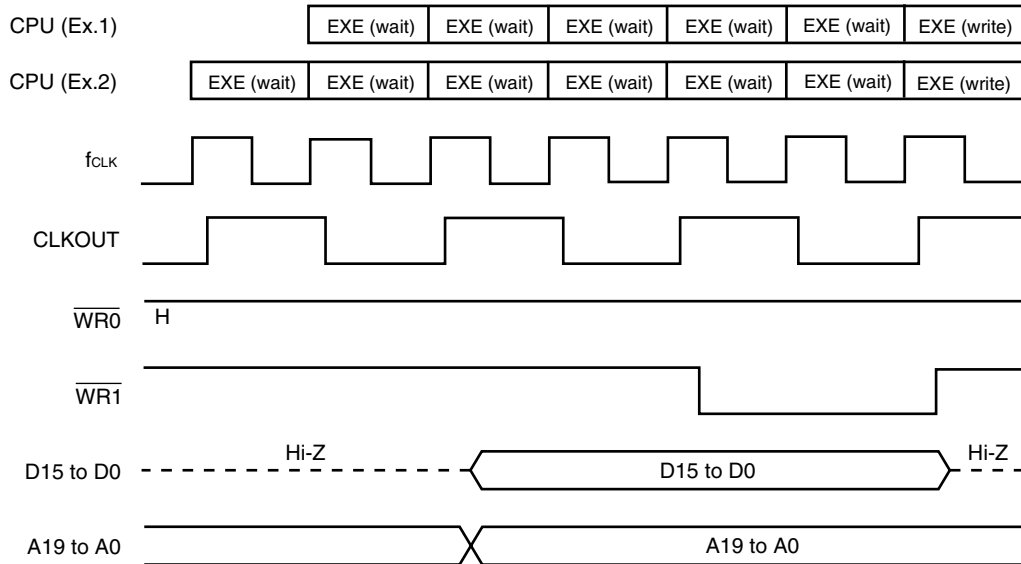 CPU (Ex.1) EXE (wait) EXE (wait) EXE (wait) EXE (wait) EXE (wait) EXE (write)
CPU (Ex.2) EXE (wait) EXE (wait) EXE (wait) EXE (wait) EXE (wait) EXE (wait) EXE (write)
fCLK
CLKOUT
WR0 H
WR1
D15 to D0 Hi-Z D15 to D0 Hi-Z
A19 to A0 A19 to A0